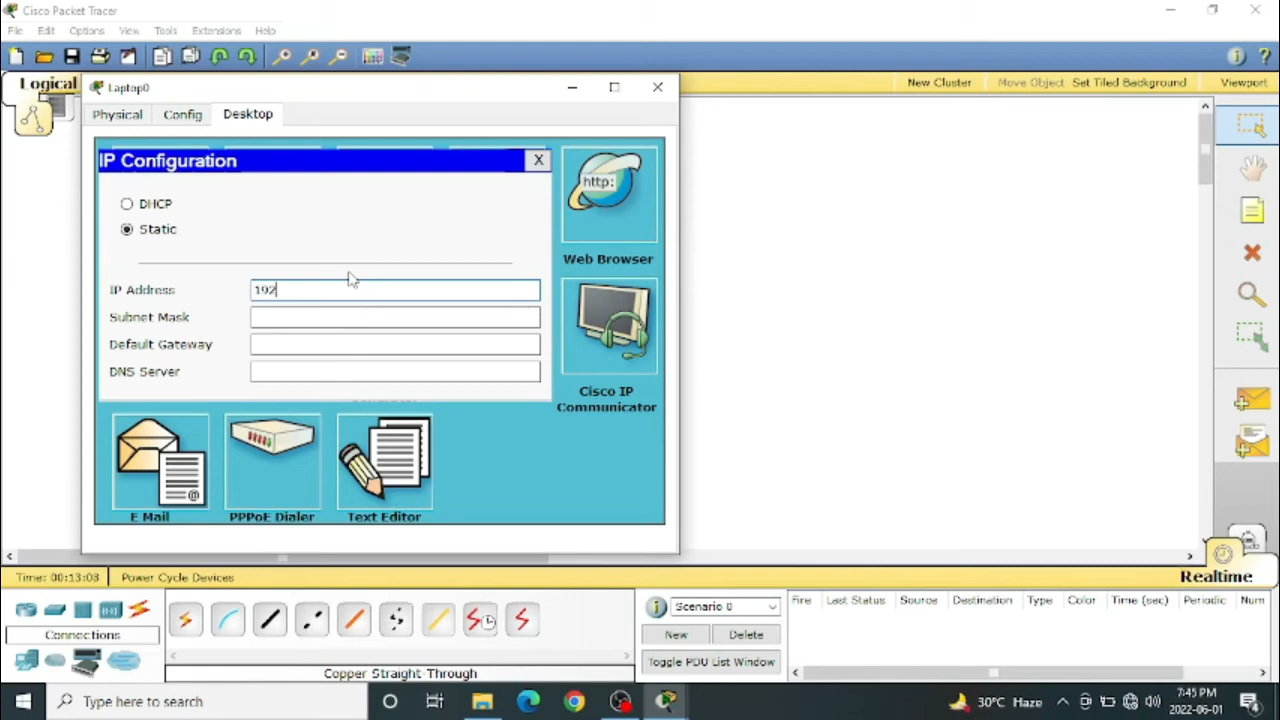 Cisco Packet Tracer
File Edit Options View Tools Extensions Help
Logical
New Cluster Move Object Set Tiled Background Viewport
Laptop0
Physical Config Desktop
IP Configuration X
http:
DHCP
Static
Web Browser
IP Address 192
Subnet Mask
Default Gateway
DNS Server
Cisco IP
Communicator
E Mail PPPoE Dialer Text Editor
Time: 00:13:03 Power Cycle Devices Realtime
Scenario 0
Fire Last Status Source Destination Type Color Time (sec) Periodic Num
Connections
New Delete
Toggle PDU List Window
Copper Straight-Through
Type here to search
30°C Haze
7:45 PM
2022-06-01
4